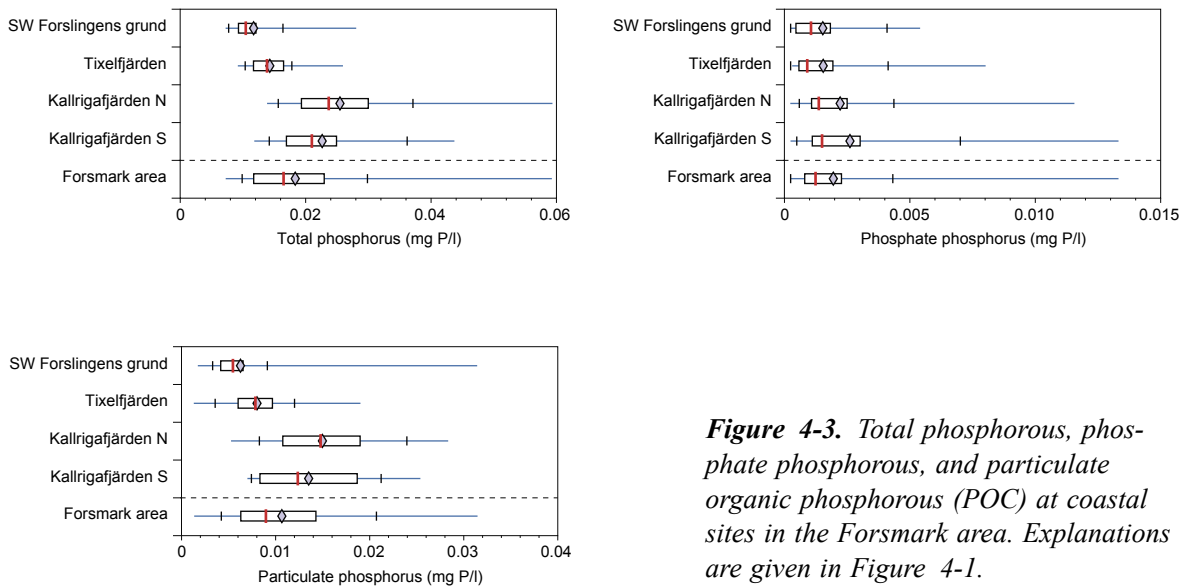 SW Forslingens grund
Tixelfjärden
Kallrigafjärden N
Kallrigafjärden S
Forsmark area
0 0.02 0.04 0.06
Total phosphorus (mg P/l)
SW Forslingens grund
Tixelfjärden
Kallrigafjärden N
Kallrigafjärden S
Forsmark area
0 0.005 0.010 0.015
Phosphate phosphorus (mg P/l)
SW Forslingens grund
Tixelfjärden
Kallrigafjärden N
Kallrigafjärden S
Forsmark area
0 0.01 0.02 0.03 0.04
Particulate phosphorus (mg P/l)
Figure 4-3. Total phosphorous, phos-
phate phosphorous, and particulate
organic phosphorous (POC) at coastal
sites in the Forsmark area. Explanations
are given in Figure 4-1.